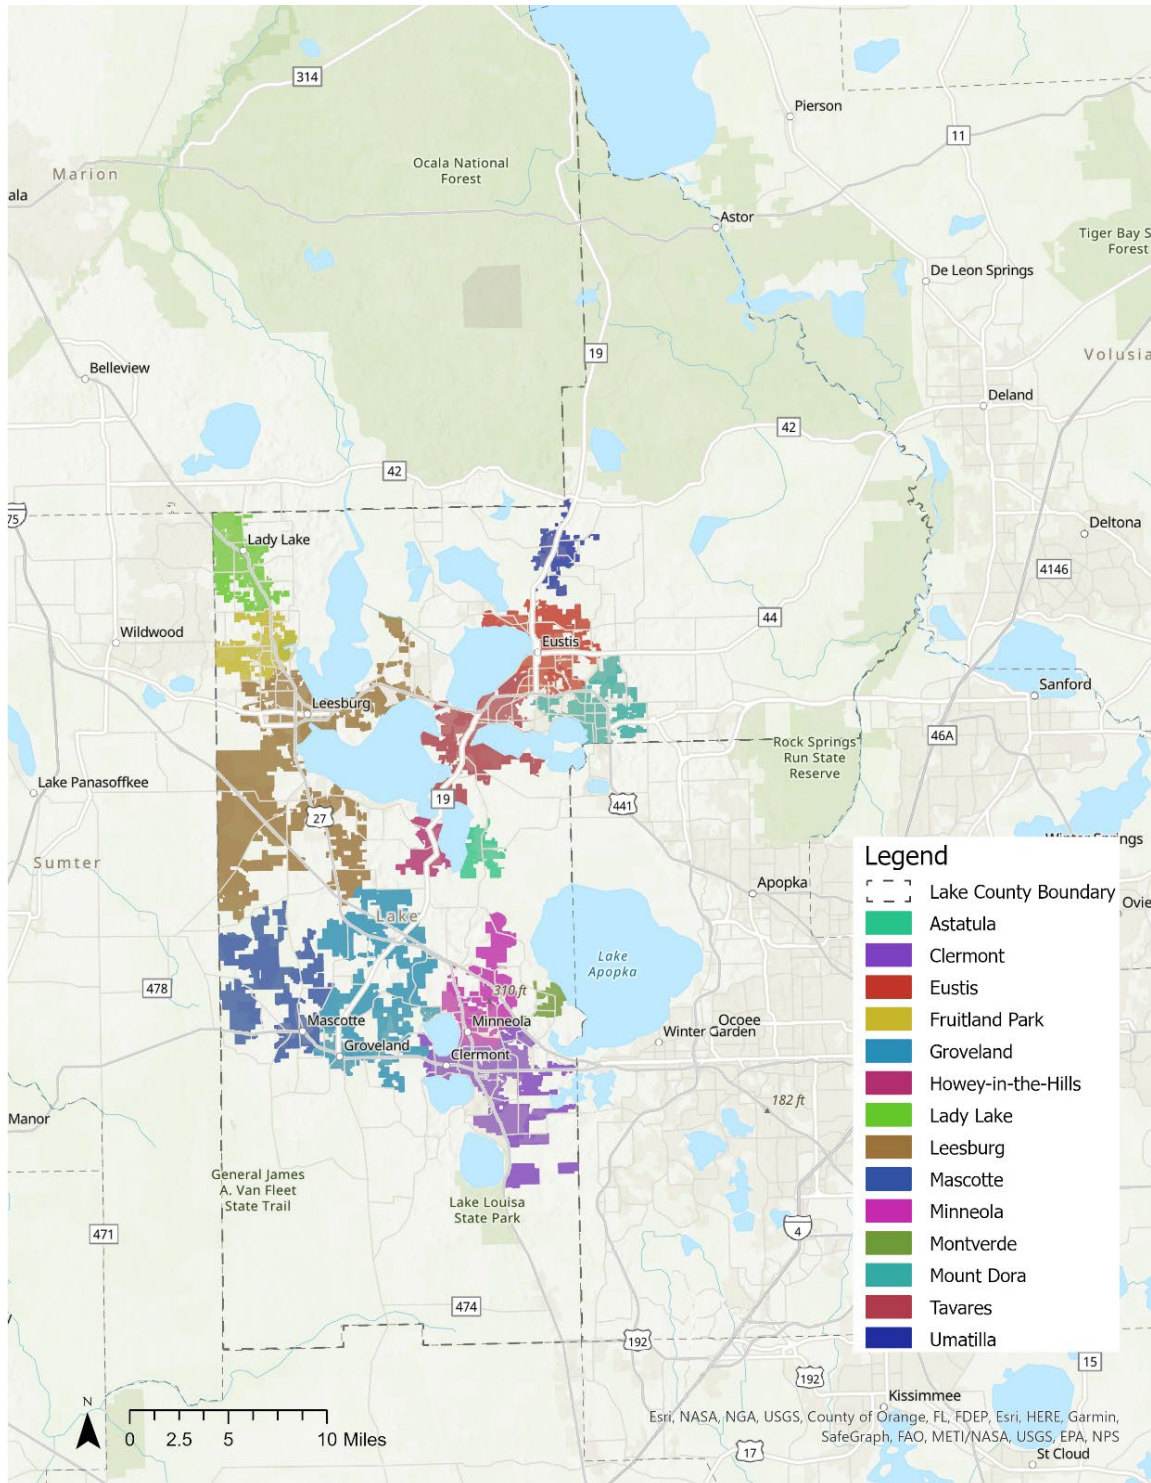 314
Pierson
11
Ocala National
Forest
Marion
ala
Astor
Tiger Bay S
Forest
De Leon Springs
19
Volusia
Belleview
Deland
42
42
75
Deltona
Lady Lake
4146
44
Wildwood
Eustis
Sanford
Leesburg
46A
Rock Springs
Run State
Reserve
Lake Panasoffkee
19
441
27
Winter Springs
Sumter
Apopka
Ovie
Lake
Lake
Apopka
478
310 ft
Mascotte
Minneola
Ocoee
Winter Garden
Groveland
Clermont
182 ft
Manor
General James
A. Van Fleet
State Trail
Lake Louisa
State Park
4
471
474
192
192
15
Kissimmee
17
St Cloud
Legend
Lake County Boundary
Astatula
Clermont
Eustis
Fruitland Park
Groveland
Howey-in-the-Hills
Lady Lake
Leesburg
Mascotte
Minneola
Montverde
Mount Dora
Tavares
Umatilla
N
0 2.5 5 10 Miles
Esri, NASA, NGA, USGS, County of Orange, FL, FDEP, Esri, HERE, Garmin,
SafeGraph, FAO, METI/NASA, USGS, EPA, NPS